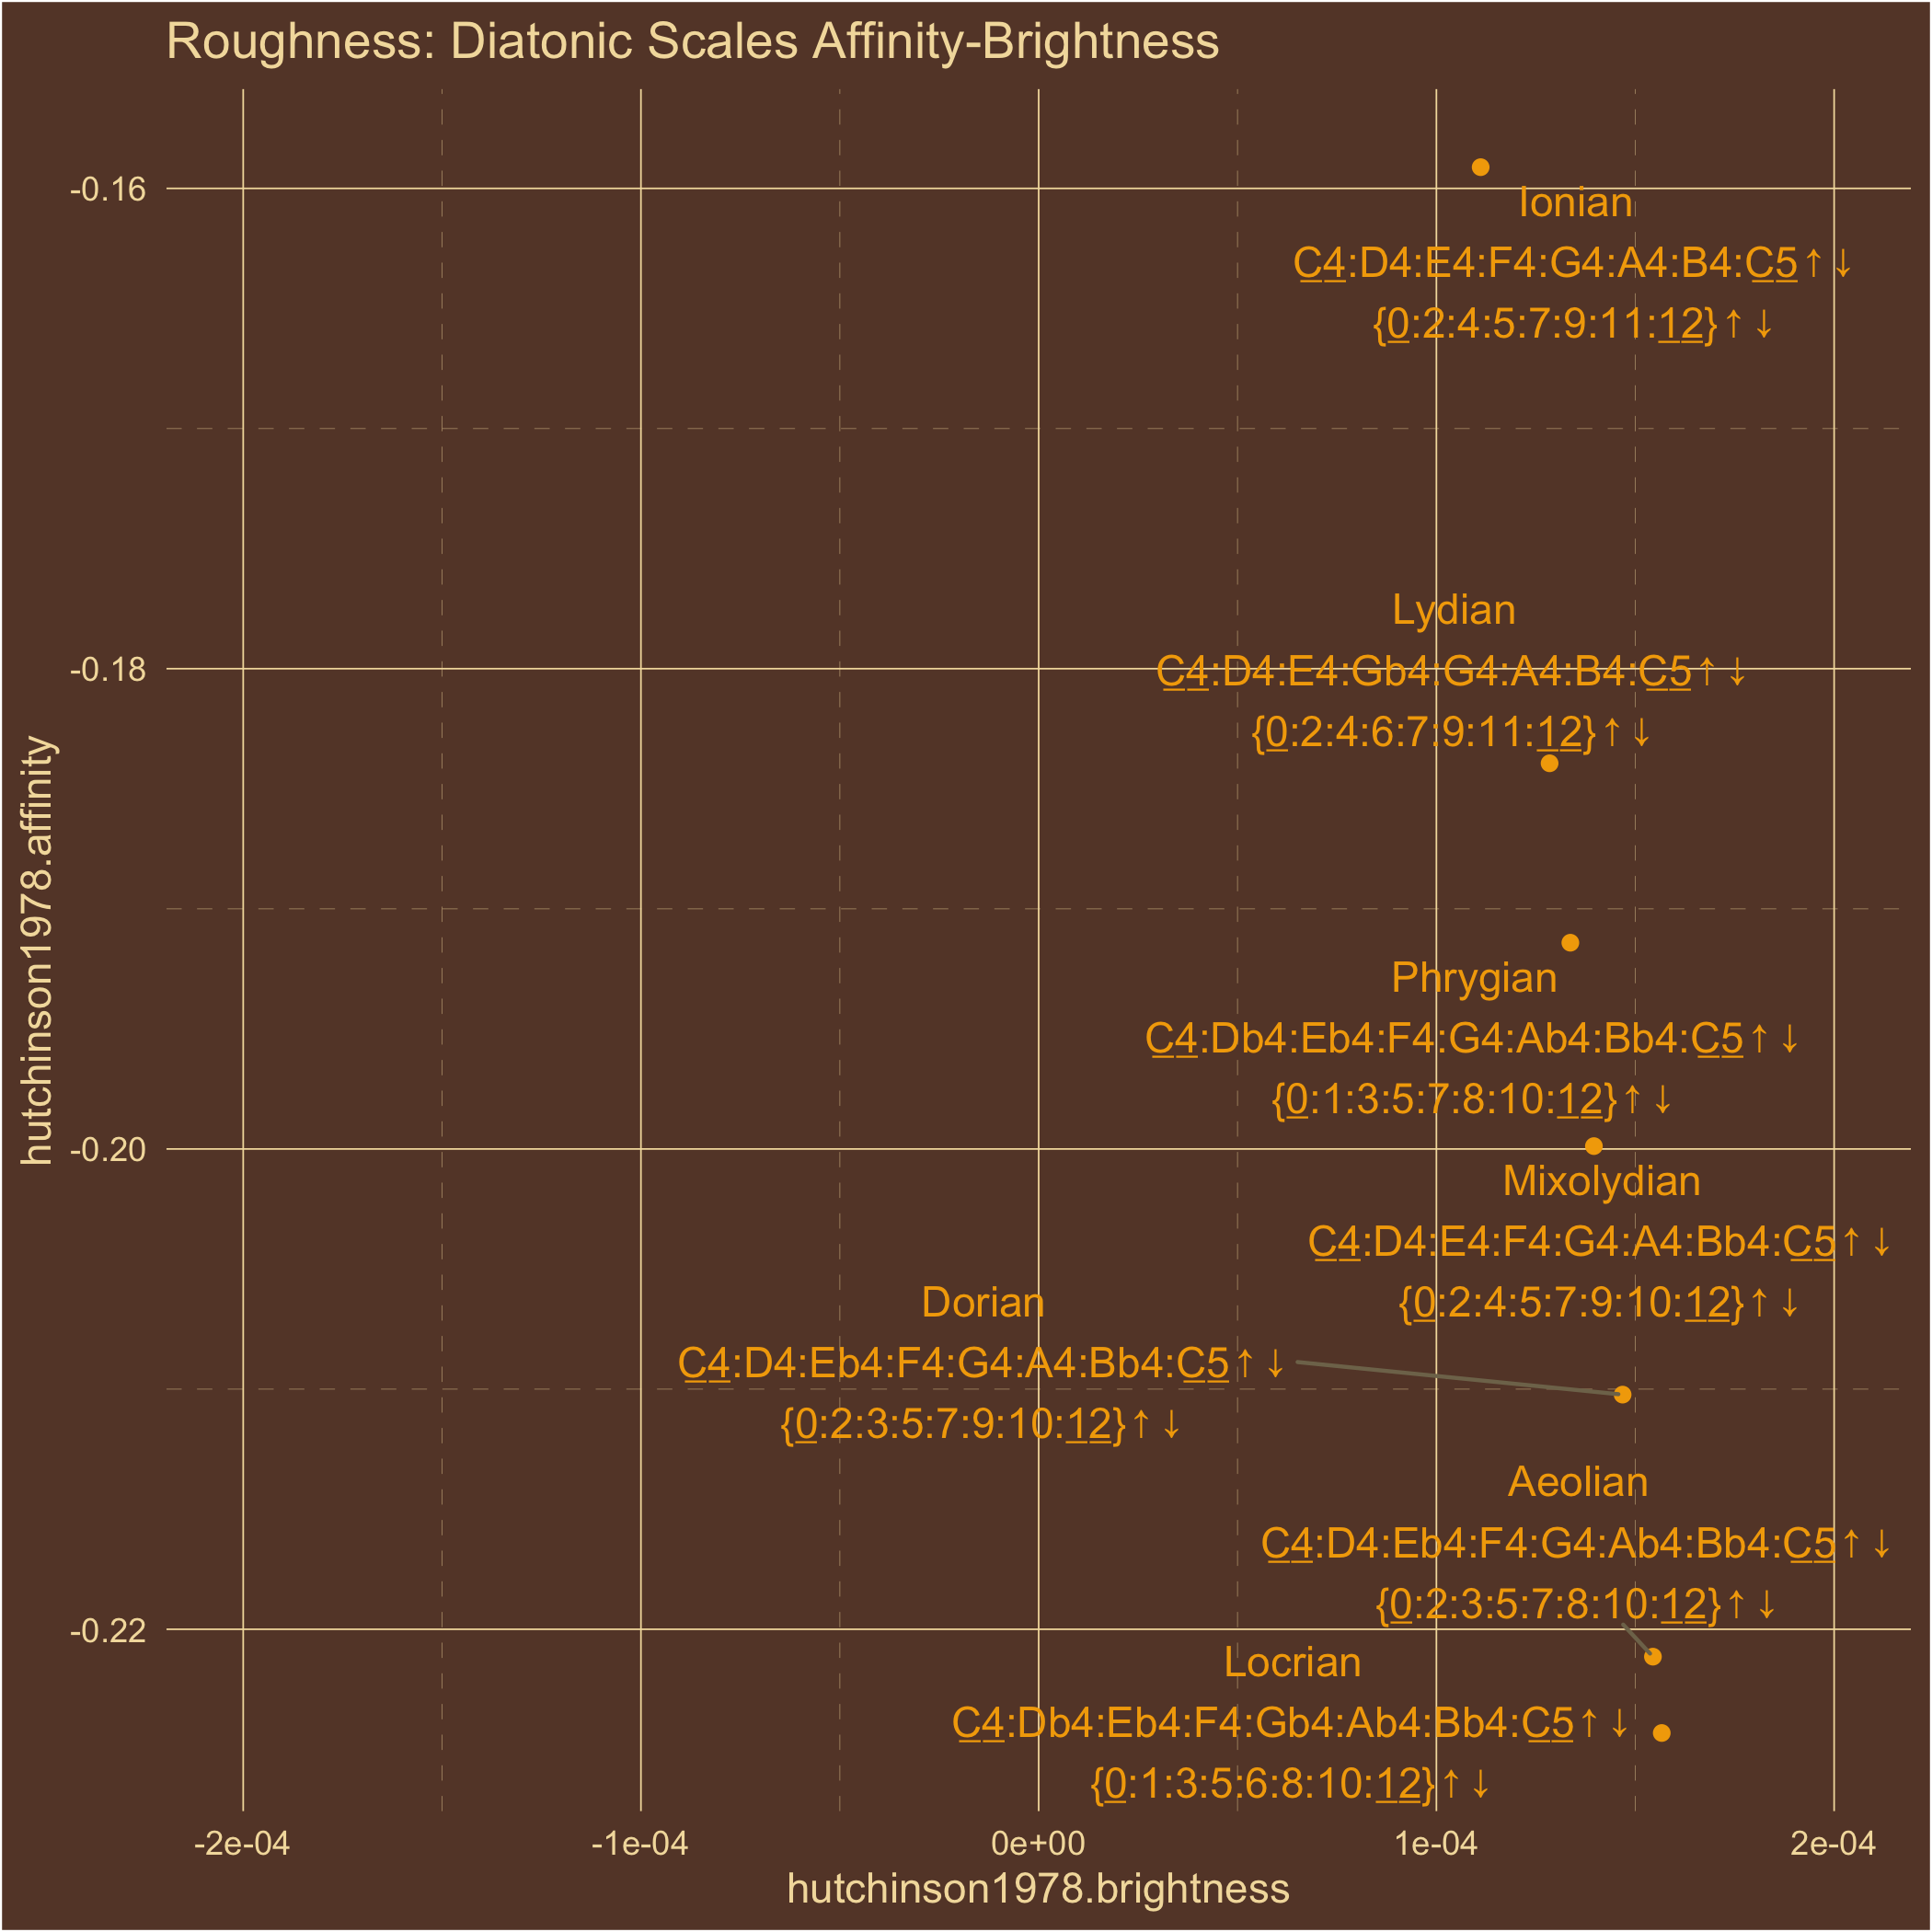 Roughness: Diatonic Scales Affinity-Brightness
hutchinson1978.affinity
-0.16
-0.18
-0.20
-0.22
Ionian
C4:D4:E4:F4:G4:A4:B4:C5↑↓
{0:2:4:5:7:9:11:12}↑↓
Lydian
C4:D4:E4:Gb4:G4:A4:B4:C5↑↓
{0:2:4:6:7:9:11:12}↑↓
Phrygian
C4:Db4:Eb4:F4:G4:Ab4:Bb4:C5↑↓
{0:1:3:5:7:8:10:12}↑↓
Mixolydian
C4:D4:E4:F4:G4:A4:Bb4:C5↑↓
{0:2:4:5:7:9:10:12}↑↓
Dorian
C4:D4:Eb4:F4:G4:A4:Bb4:C5↑↓
{0:2:3:5:7:9:10:12}↑↓
Aeolian
C4:D4:Eb4:F4:G4:Ab4:Bb4:C5↑↓
{0:2:3:5:7:8:10:12}↑↓
Locrian
C4:Db4:Eb4:F4:Gb4:Ab4:Bb4:C5↑↓
{0:1:3:5:6:8:10:12}↑↓
-2e-04 -1e-04 0e+00 1e-04 2e-04
hutchinson1978.brightness